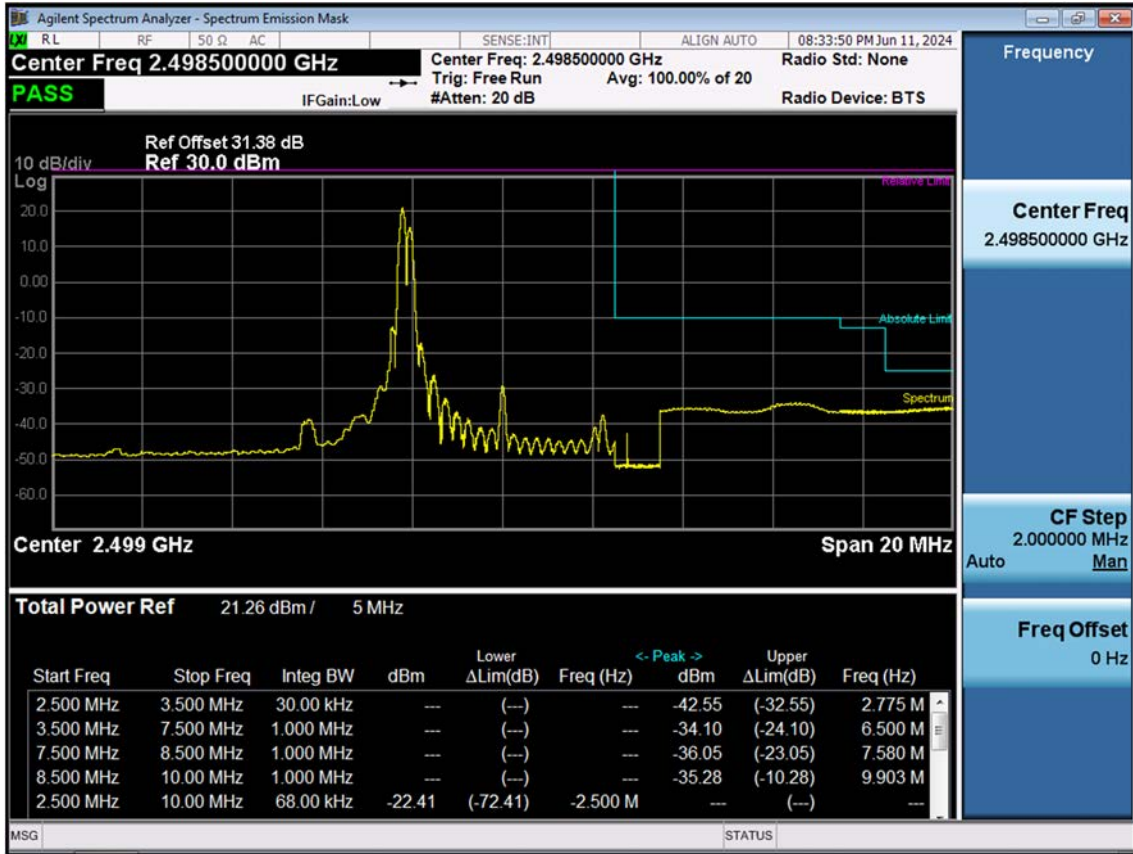 Agilent Spectrum Analyzer - Spectrum Emission Mask
LXI RL RF 50 Ω AC SENSE:INT ALIGN AUTO 08:33:50 PM Jun 11, 2024
Center Freq 2.498500000 GHz
PASS
IFGain:Low
Center Freq: 2.498500000 GHz
Trig: Free Run Avg: 100.00% of 20
#Atten: 20 dB
Radio Std: None
Radio Device: BTS
Ref Offset 31.38 dB
10 dB/div Ref 30.0 dBm
Log
Relative Limit
20.0
10.0
0.00
-10.0
Absolute Limit
-20.0
-30.0
Spectrum
-40.0
-50.0
-60.0
Center 2.499 GHz Span 20 MHz
Total Power Ref 21.26 dBm / 5 MHz
Lower <- Peak -> Upper
Start Freq Stop Freq Integ BW dBm ΔLim(dB) Freq (Hz) dBm ΔLim(dB) Freq (Hz)
2.500 MHz 3.500 MHz 30.00 kHz --- (---) --- -42.55 (-32.55) 2.775 M
3.500 MHz 7.500 MHz 1.000 MHz --- (---) --- -34.10 (-24.10) 6.500 M
7.500 MHz 8.500 MHz 1.000 MHz --- (---) --- -36.05 (-23.05) 7.580 M
8.500 MHz 10.00 MHz 1.000 MHz --- (---) --- -35.28 (-10.28) 9.903 M
2.500 MHz 10.00 MHz 68.00 kHz -22.41 (-72.41) -2.500 M --- (---) ---
MSG STATUS
Frequency
Center Freq
2.498500000 GHz
CF Step
2.000000 MHz
Auto Man
Freq Offset
0 Hz